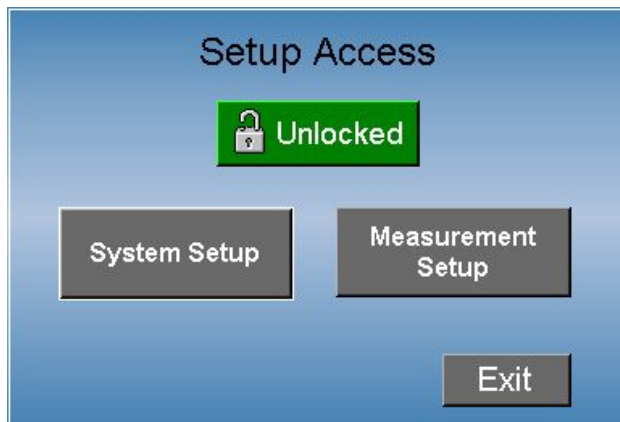 Setup Access
Unlocked
System Setup
Measurement
Setup
Exit